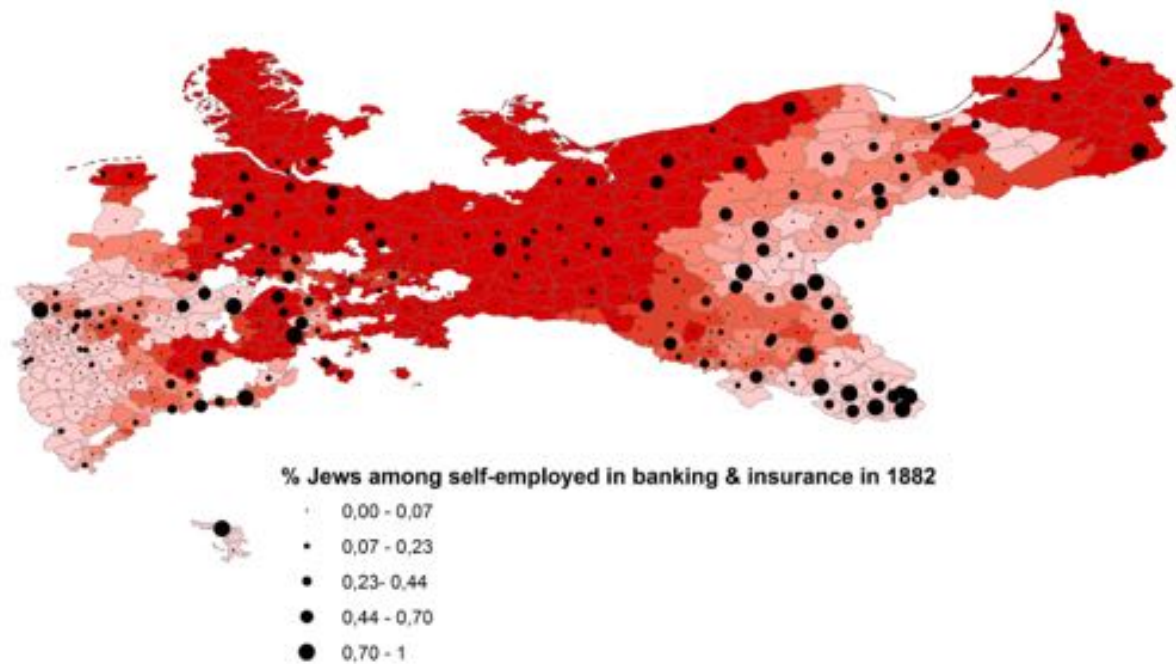 % Jews among self-employed in banking & insurance in 1882
0,00 - 0,07
0,07 - 0,23
0,23- 0,44
0,44 - 0,70
0,70 - 1